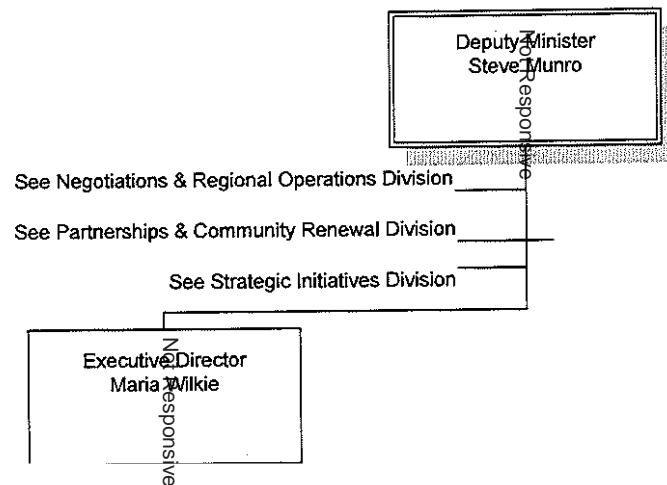 Deputy Minister
Steve Munro
Not Responsive
See Negotiations & Regional Operations Division
See Partnerships & Community Renewal Division
See Strategic Initiatives Division
Executive Director
Maria Wilkie
Not Responsive